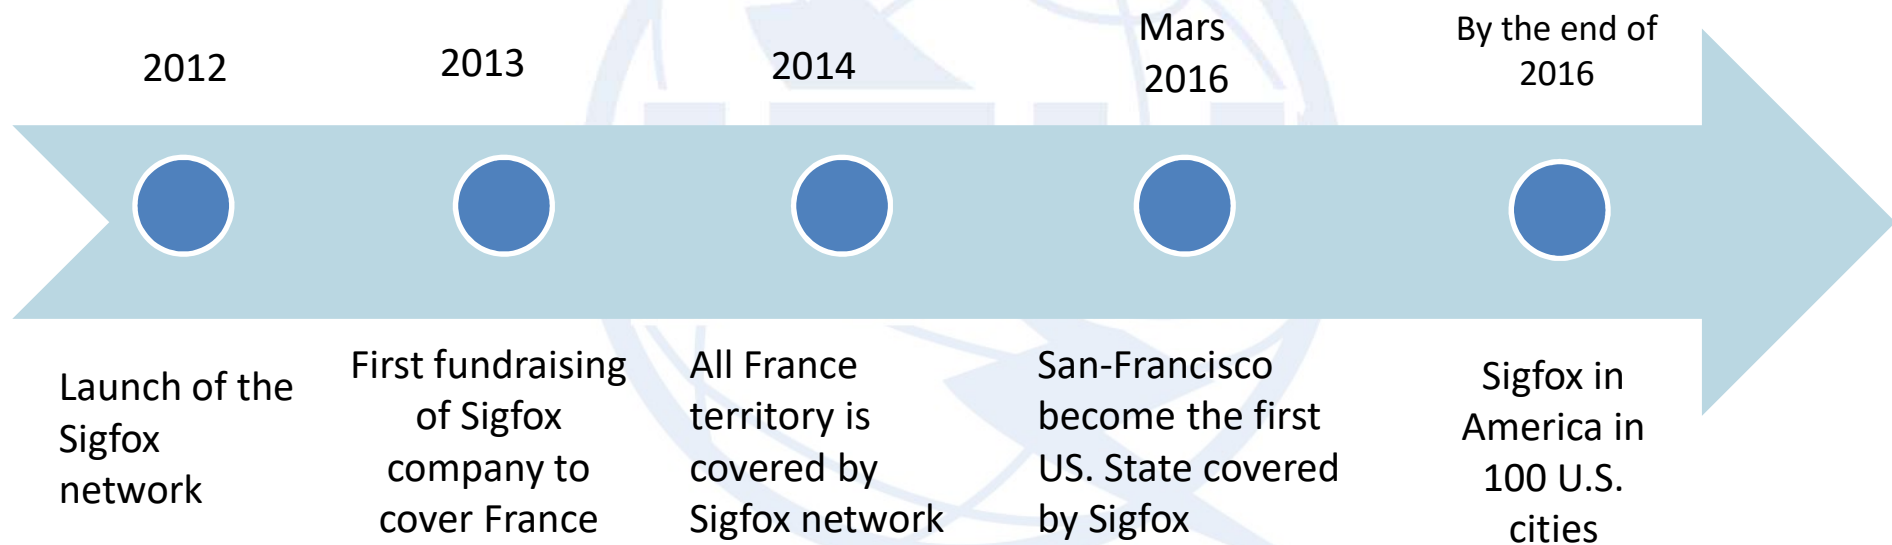 2012
Launch of the
Sigfox
network
2013
First fundraising
of Sigfox
company to
cover France
2014
All France
territory is
covered by
Sigfox network
Mars
2016
San-Francisco
become the first
US. State covered
by Sigfox
By the end of
2016
Sigfox in
America in
100 U.S.
cities